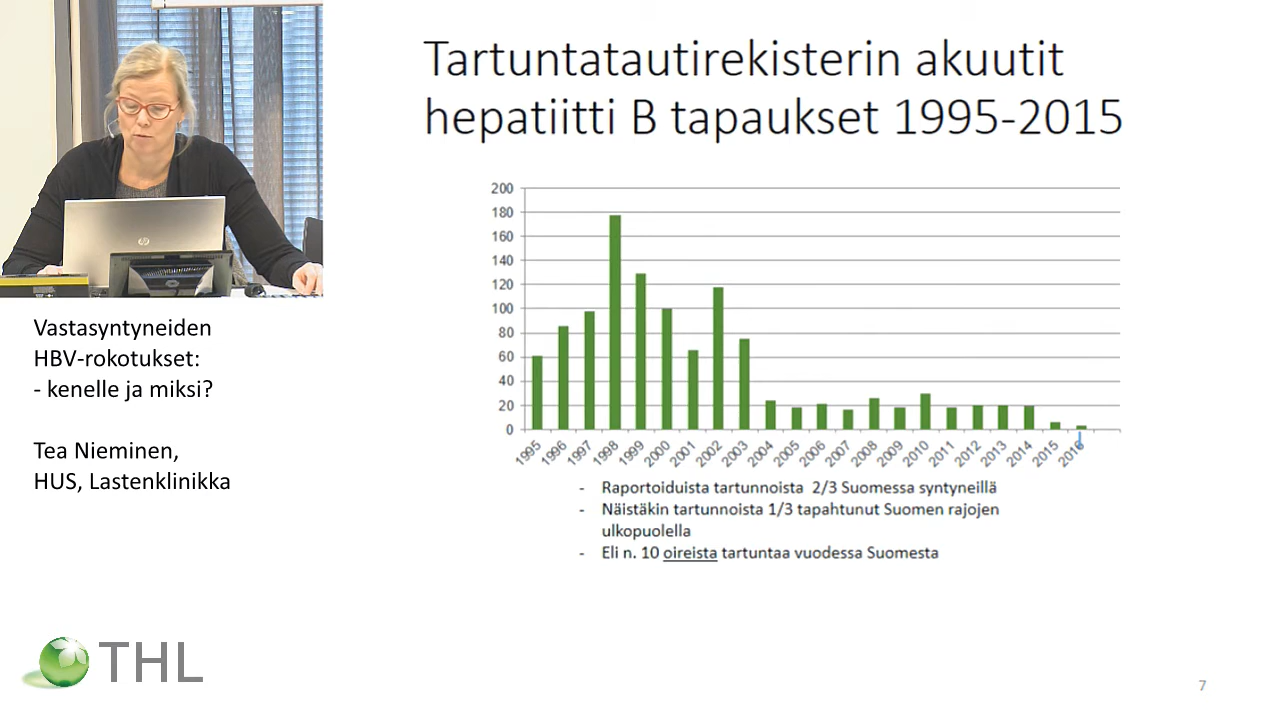 Tartuntatautirekisterin akuutit
hepatiitti B tapaukset 1995-2015
200
180
160
140
120
100
80
60
40
20
0
1995
1996
1997
1998
1999
2000
2001
2002
2003
2004
2005
2006
2007
2008
2009
2010
2011
2012
2013
2014
2015
2016
- Raportoiduista tartunnoista 2/3 Suomessa syntyneillä
- Näistäkin tartunnoista 1/3 tapahtunut Suomen rajojen
ulkopuolella
- Eli n. 10 oireista tartuntaa vuodessa Suomesta
hp
Vastasyntyneiden
HBV-rokotukset:
- kenelle ja miksi?
Tea Nieminen,
HUS, Lastenklinikka
THL
7